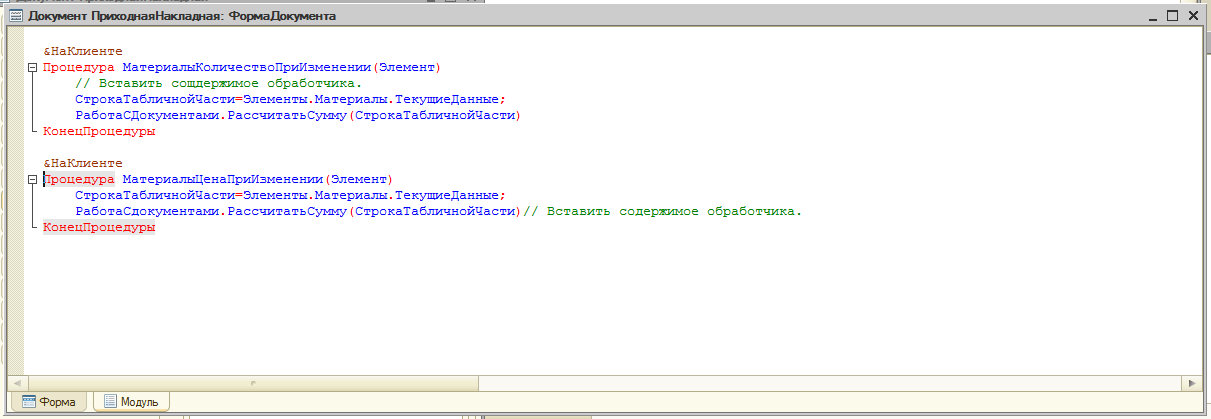 Документ ПриходнаяНакладная: ФормаДокумента
&НаКлиенте
Процедура МатериалыКоличествоПриИзменении(Элемент)
// Вставить сощдержимое обработчика.
СтрокаТабличнойЧасти=Элементы.Материалы.ТекущиеДанные;
РаботаСДокументами.РассчитатьСумму(СтрокаТабличнойЧасти)
КонецПроцедуры
&НаКлиенте
Процедура МатериалыЦенаПриИзменении(Элемент)
СтрокаТабличнойЧасти=Элементы.Материалы.ТекущиеДанные;
РаботаСдокументами.РассчитатьСумму(СтрокаТабличнойЧасти)// Вставить содержимое обработчика.
КонецПроцедуры
Форма Модуль